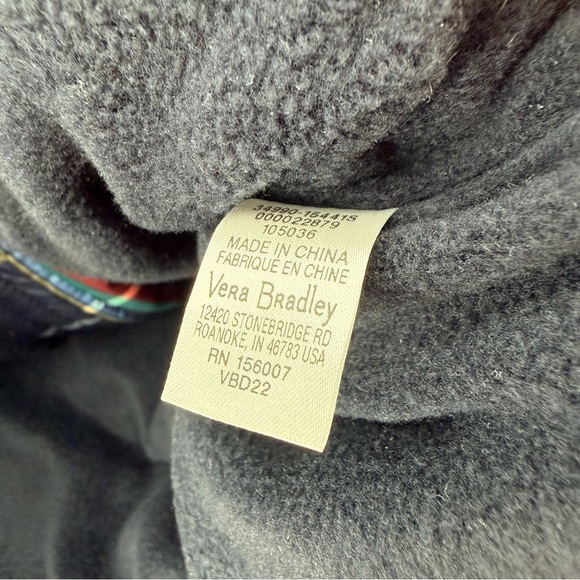 34990-15441S
000022879
105036
MADE IN CHINA
FABRIQUE EN CHINE
Vera Bradley
12420 STONEBRIDGE RD
ROANOKE, IN 46783 USA
RN 156007
VBD22